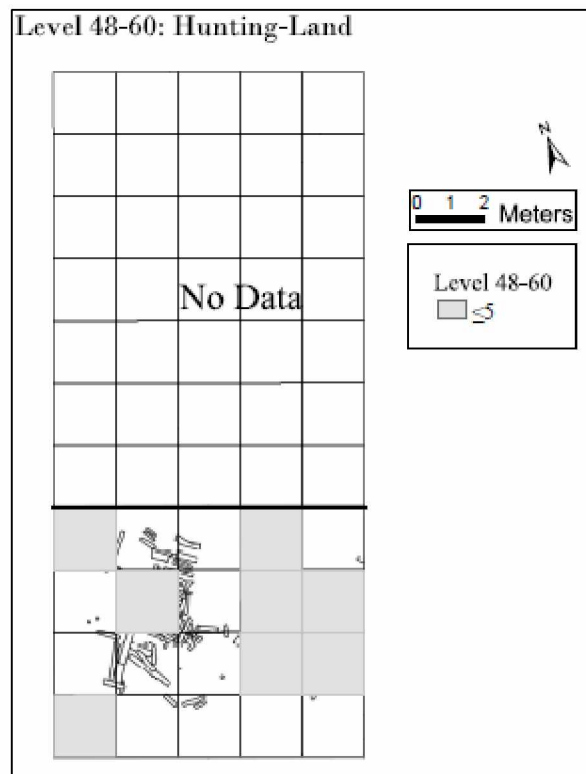 Level 48-60: Hunting-Land
N
0 1 2
Meters
Level 48-60
≤5
No Data